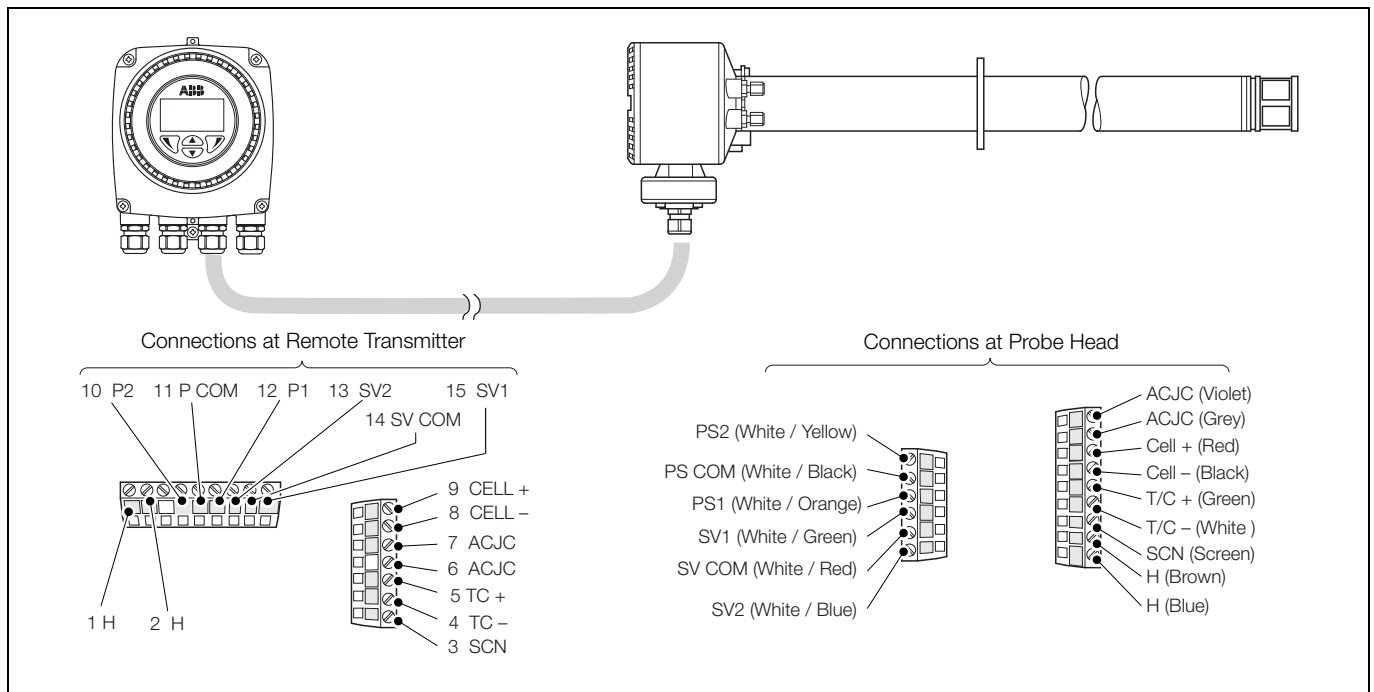 ABB
Connections at Remote Transmitter
10 P2 11 P COM 12 P1 13 SV2 15 SV1
14 SV COM
9 CELL +
8 CELL –
7 ACJC
6 ACJC
5 TC +
4 TC –
3 SCN
1 H 2 H
Connections at Probe Head
PS2 (White / Yellow)
PS COM (White / Black)
PS1 (White / Orange)
SV1 (White / Green)
SV COM (White / Red)
SV2 (White / Blue)
ACJC (Violet)
ACJC (Grey)
Cell + (Red)
Cell – (Black)
T/C + (Green)
T/C – (White )
SCN (Screen)
H (Brown)
H (Blue)